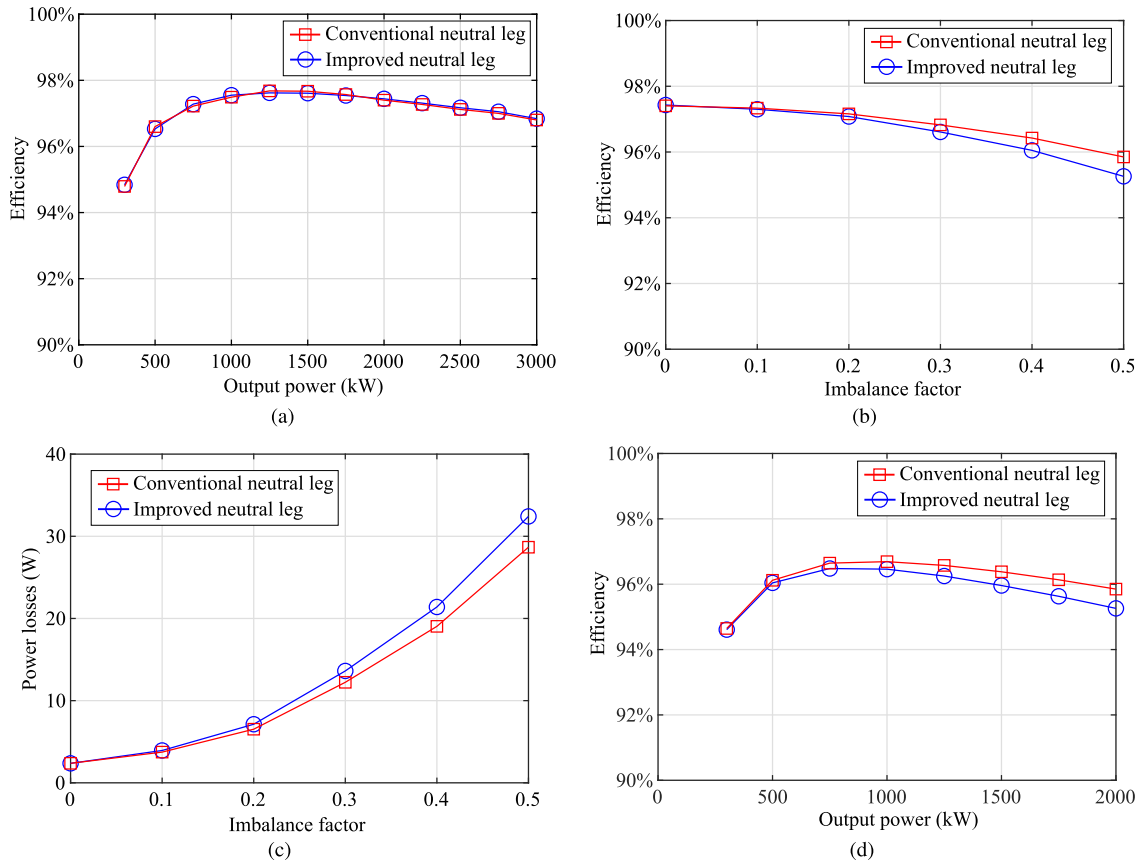 100%
98%
96%
94%
92%
90%
Efficiency
Conventional neutral leg
Improved neutral leg
0 500 1000 1500 2000 2500 3000
Output power (kW)
(a)
100%
98%
96%
94%
92%
90%
Efficiency
Conventional neutral leg
Improved neutral leg
0 0.1 0.2 0.3 0.4 0.5
Imbalance factor
(b)
40
30
20
10
0
Power losses (W)
Conventional neutral leg
Improved neutral leg
0 0.1 0.2 0.3 0.4 0.5
Imbalance factor
(c)
100%
98%
96%
94%
92%
90%
Efficiency
Conventional neutral leg
Improved neutral leg
0 500 1000 1500 2000
Output power (kW)
(d)